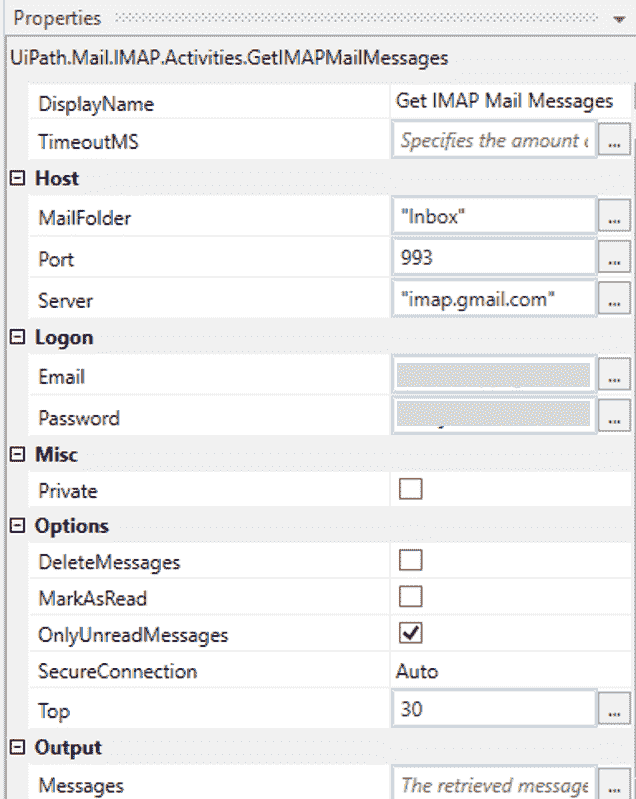 Properties
UiPath.Mail.IMAP.Activities.GetIMAPMailMessages
DisplayName Get IMAP Mail Messages
TimeoutMS Specifies the amount ...
Host
MailFolder "Inbox" ...
Port 993 ...
Server "imap.gmail.com" ...
Logon
Email ...
Password ...
Misc
Private
Options
DeleteMessages
MarkAsRead
OnlyUnreadMessages
SecureConnection Auto
Top 30 ...
Output
Messages The retrieved message ...